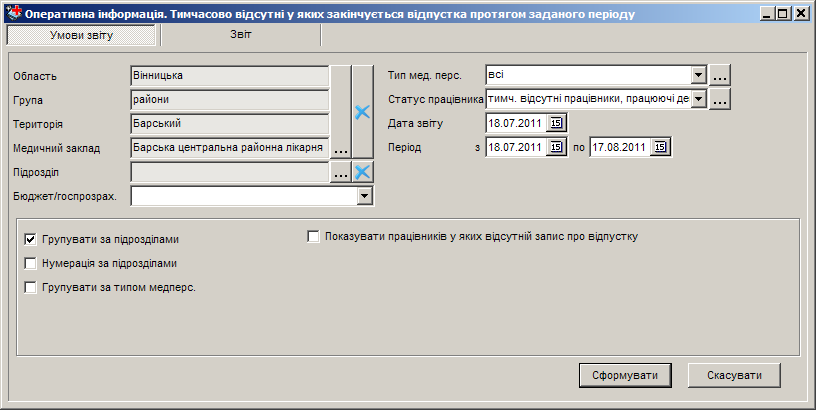 Оперативна інформація. Тимчасово відсутні у яких закінчується відпустка протягом заданого періоду
Умови звіту
Звіт
Область
Вінницька
Група
райони
Територія
Барський
Медичний заклад
Барська центральна районна лікарня
...
Підрозділ
...
Бюджет/госпрозрах.
Тип мед. перс.
всі
...
Статус працівника
тимч. відсутні працівники, працюючі де
...
Дата звіту
18.07.2011
15
Період з 18.07.2011 15 по 17.08.2011 15
Групувати за підрозділами
Показувати працівників у яких відсутній запис про відпустку
Нумерація за підрозділами
Групувати за типом медперс.
Сформувати
Скасувати